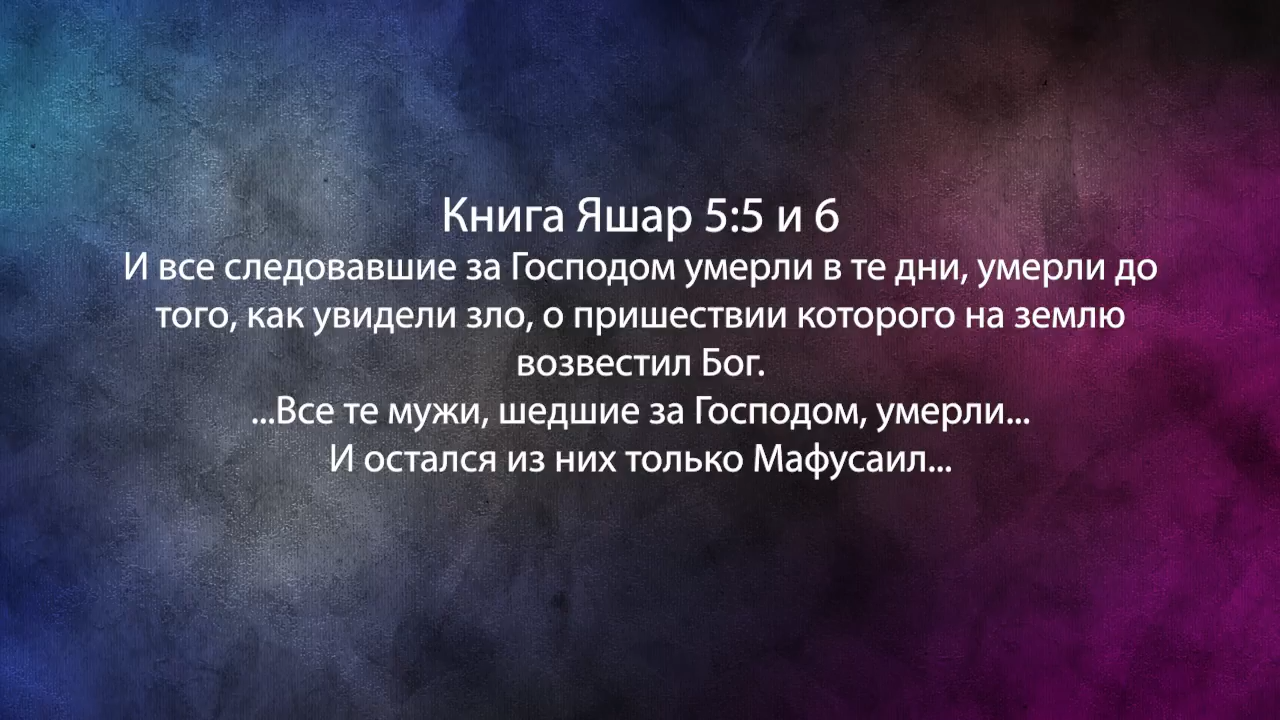 Книга Яшар 5:5 и 6
И все следовавшие за Господом умерли в те дни, умерли до
того, как увидели зло, о пришествии которого на землю
возвестил Бог.
...Все те мужи, шедшие за Господом, умерли...
И остался из них только Мафусаил...